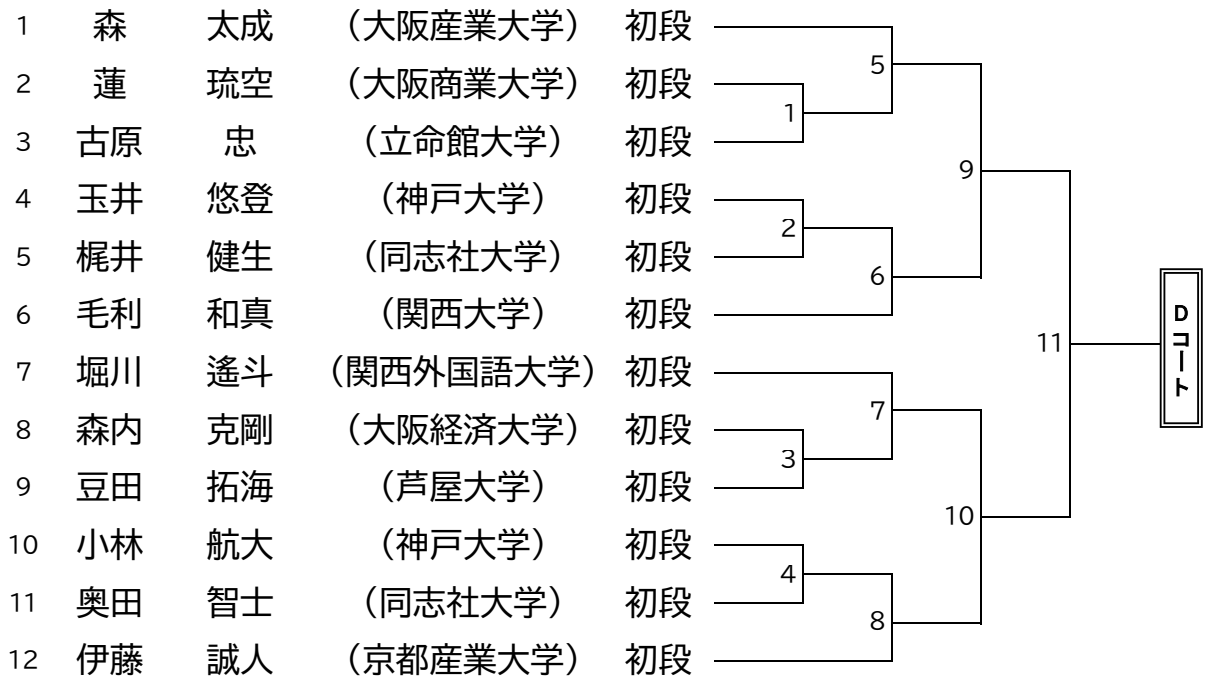 1 森 太成 （大阪産業大学） 初段
2 蓮 琉空 （大阪商業大学） 初段
3 古原 忠 （立命館大学） 初段
4 玉井 悠登 （神戸大学） 初段
5 梶井 健生 （同志社大学） 初段
6 毛利 和真 （関西大学） 初段
7 堀川 遙斗 （関西外国語大学） 初段
8 森内 克剛 （大阪経済大学） 初段
9 豆田 拓海 （芦屋大学） 初段
10 小林 航大 （神戸大学） 初段
11 奥田 智士 （同志社大学） 初段
12 伊藤 誠人 （京都産業大学） 初段
1
2
3
4
5
6
7
8
9
10
11
Dコート